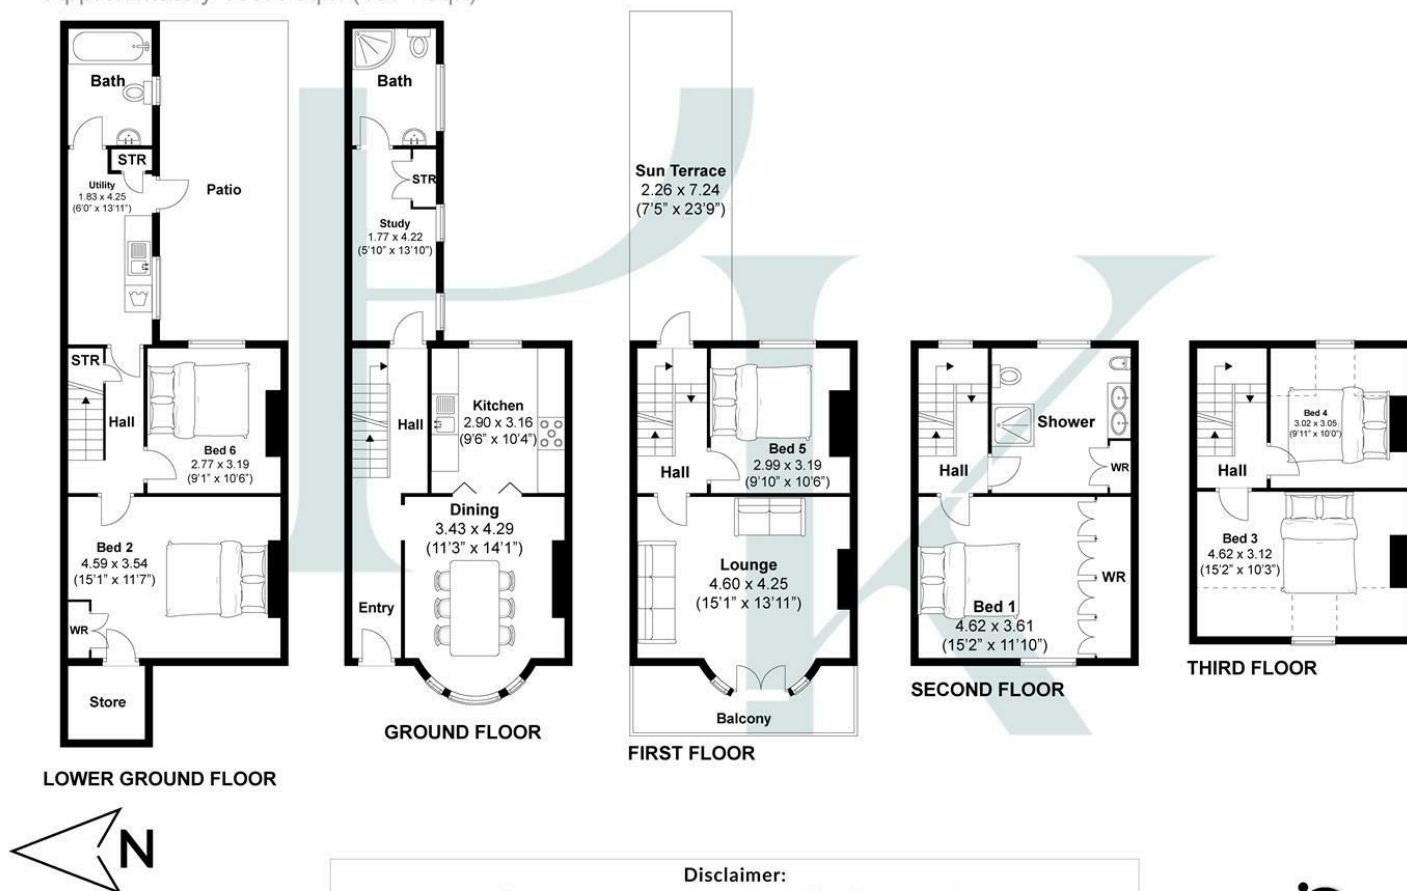 Bath
STR
Utility
1.83 x 4.25
(6'0" x 13'11")
Patio
STR
Hall
Bed 6
2.77 x 3.19
(9'1" x 10'6")
Bed 2
4.59 x 3.54
(15'1" x 11'7")
WR
Store
LOWER GROUND FLOOR
Bath
STR
Study
1.77 x 4.22
(5'10" x 13'10")
Hall
Kitchen
2.90 x 3.16
(9'6" x 10'4")
Dining
3.43 x 4.29
(11'3" x 14'1")
Entry
GROUND FLOOR
Sun Terrace
2.26 x 7.24
(7'5" x 23'9")
Hall
Bed 5
2.99 x 3.19
(9'10" x 10'6")
Lounge
4.60 x 4.25
(15'1" x 13'11")
Balcony
FIRST FLOOR
Shower
Hall
WR
Bed 1
4.62 x 3.61
(15'2" x 11'10")
WR
SECOND FLOOR
Bed 4
3.02 x 3.05
(9'11" x 10'0")
Hall
Bed 3
4.62 x 3.12
(15'2" x 10'3")
THIRD FLOOR
N
Disclaimer: